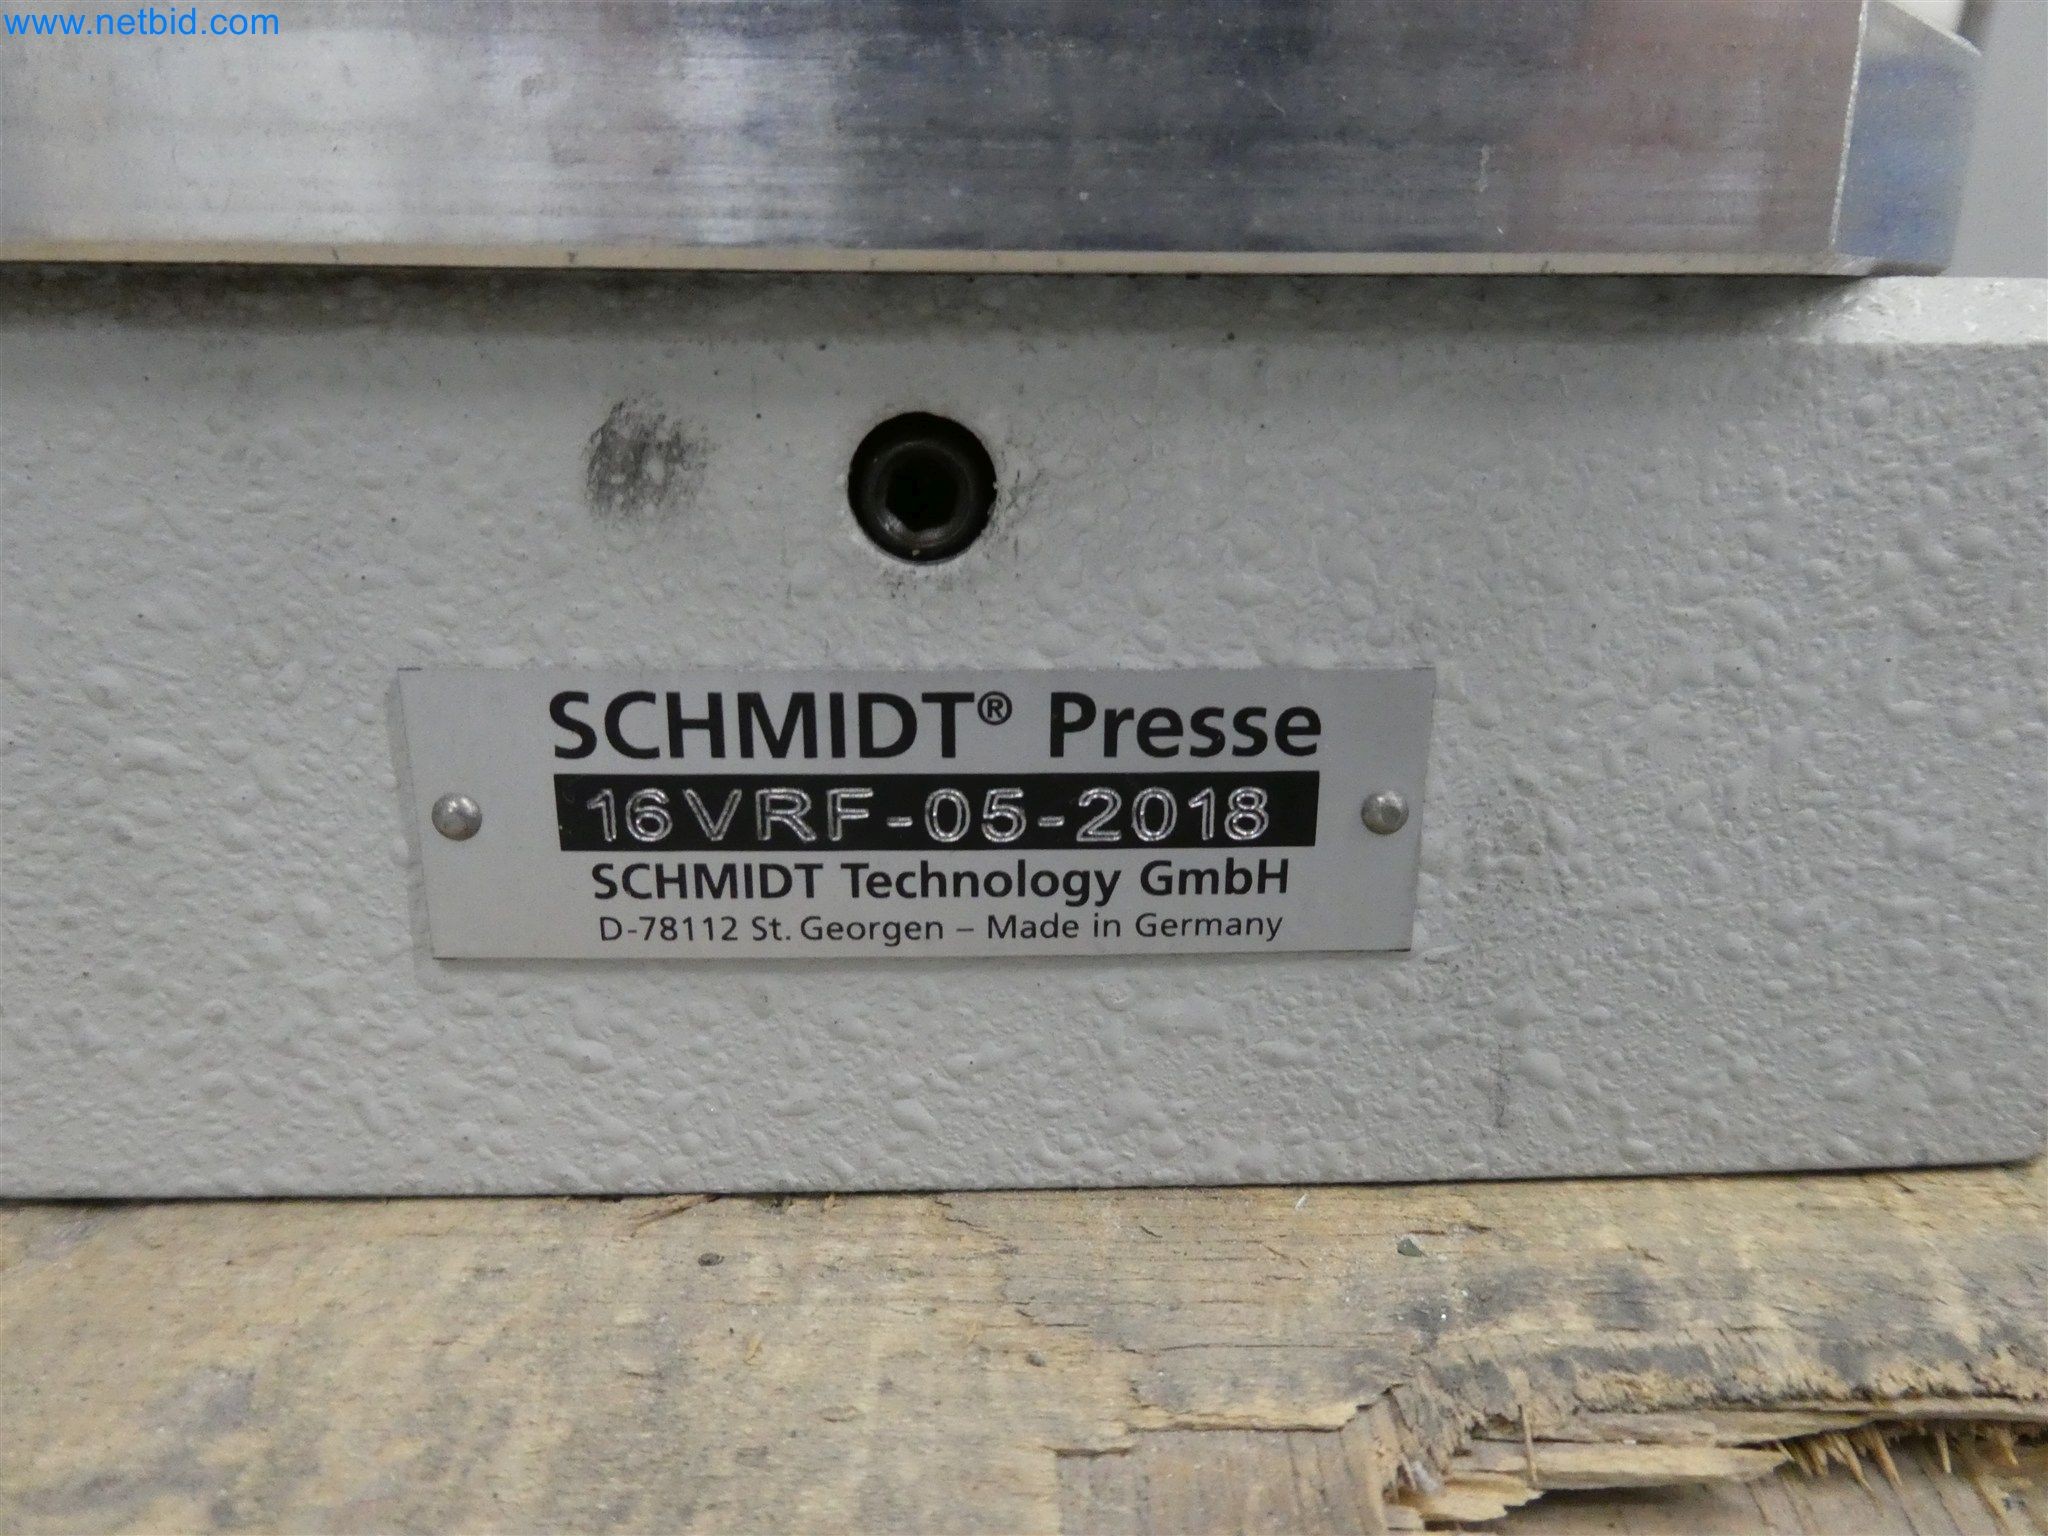 www.netbid.com
SCHMIDT® Presse
16VRF-05-2018
SCHMIDT Technology GmbH
D-78112 St. Georgen – Made in Germany